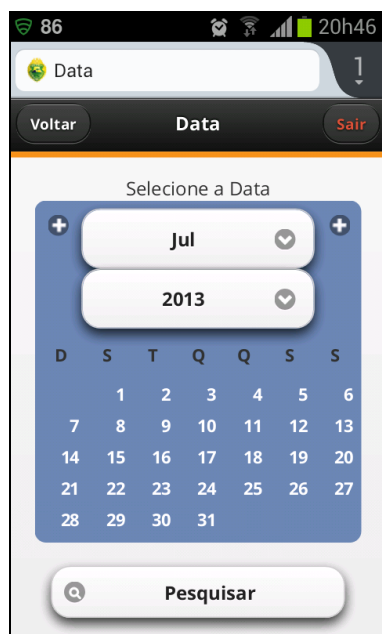 86 20h46
Data 1
Voltar Data Sair
Selecione a Data
Jul
2013
D S T Q Q S S
1 2 3 4 5 6
7 8 9 10 11 12 13
14 15 16 17 18 19 20
21 22 23 24 25 26 27
28 29 30 31
Pesquisar